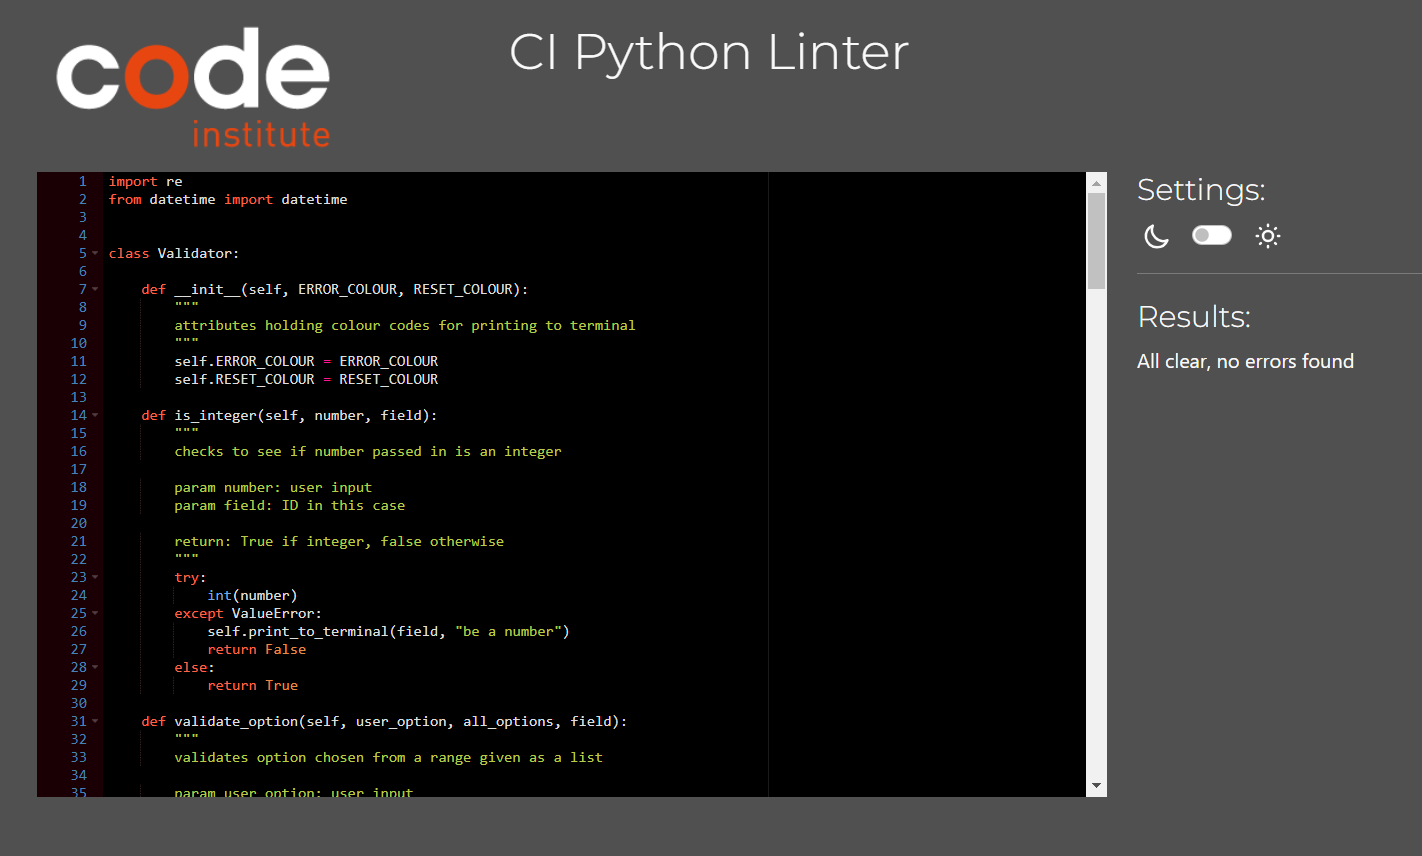 code
institute
CI Python Linter
1 import re
2 from datetime import datetime
3
4
5 class Validator:
6
7 def __init__(self, ERROR_COLOUR, RESET_COLOUR):
8 """
9 attributes holding colour codes for printing to terminal
10 """
11 self.ERROR_COLOUR = ERROR_COLOUR
12 self.RESET_COLOUR = RESET_COLOUR
13
14 def is_integer(self, number, field):
15 """
16 checks to see if number passed in is an integer
17
18 param number: user input
19 param field: ID in this case
20
21 return: True if integer, false otherwise
22 """
23 try:
24 int(number)
25 except ValueError:
26 self.print_to_terminal(field, "be a number")
27 return False
28 else:
29 return True
30
31 def validate_option(self, user_option, all_options, field):
32 """
33 validates option chosen from a range given as a list
34
35 param user_option: user input
Settings:
Results:
All clear, no errors found